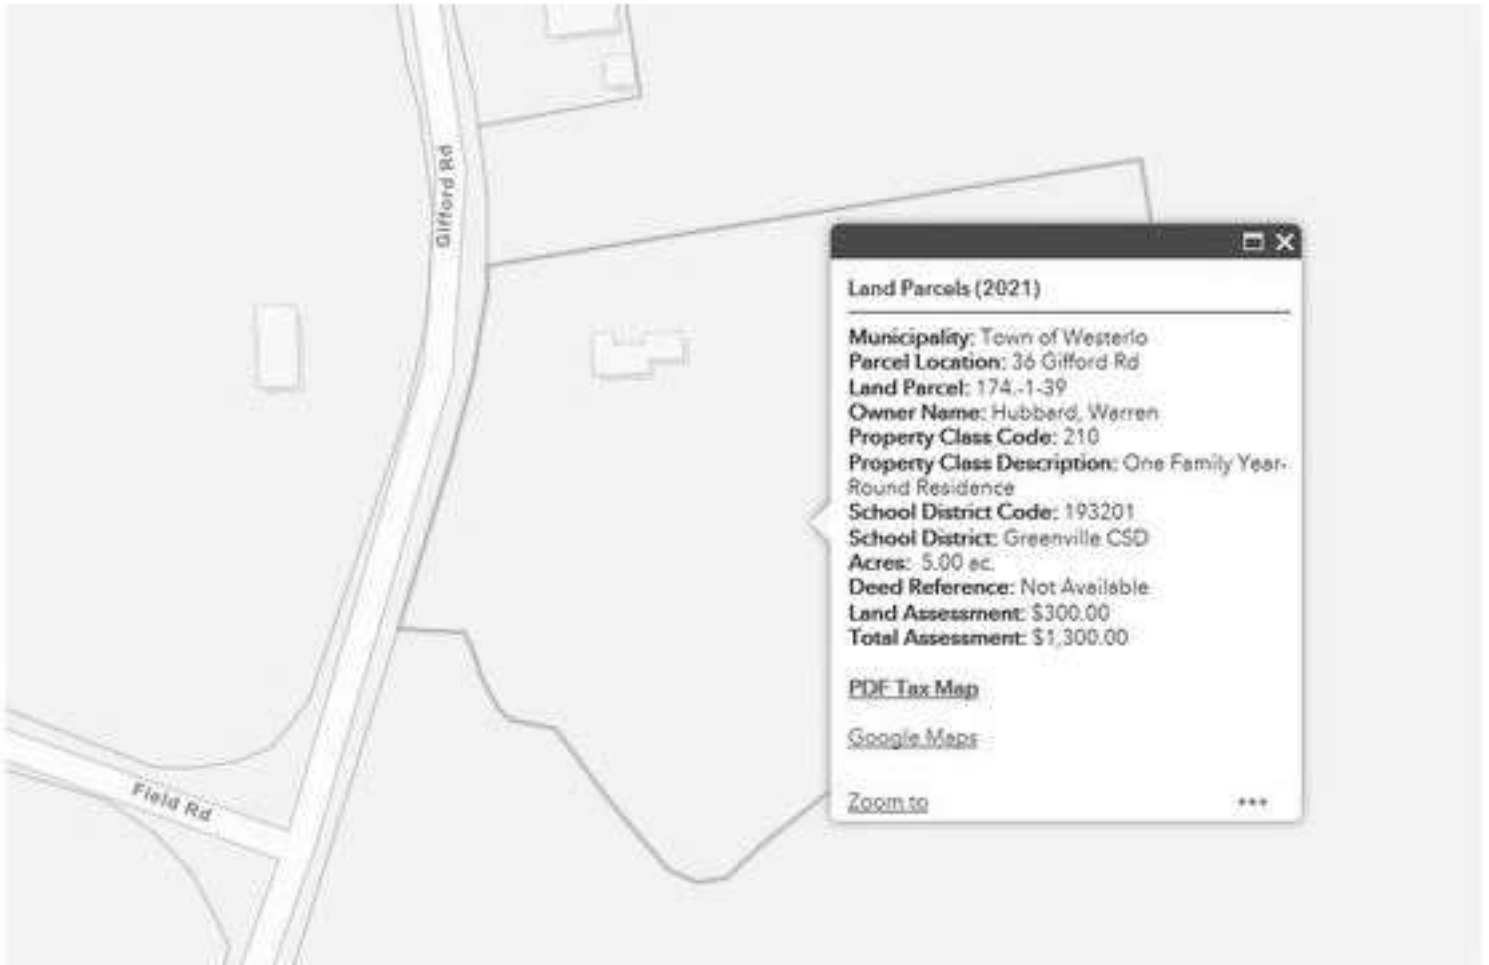 Gifford Rd
Land Parcels (2021)
Municipality: Town of Westerlo
Parcel Location: 36 Gifford Rd
Land Parcel: 174.-1-39
Owner Name: Hubbard, Warren
Property Class Code: 210
Property Class Description: One Family Year-
Round Residence
School District Code: 193201
School District: Greenville CSD
Acres: 5.00 ac.
Deed Reference: Not Available
Land Assessment: $300.00
Total Assessment: $1,300.00
PDF Tax Map
Google Maps
Zoom to
Field Rd